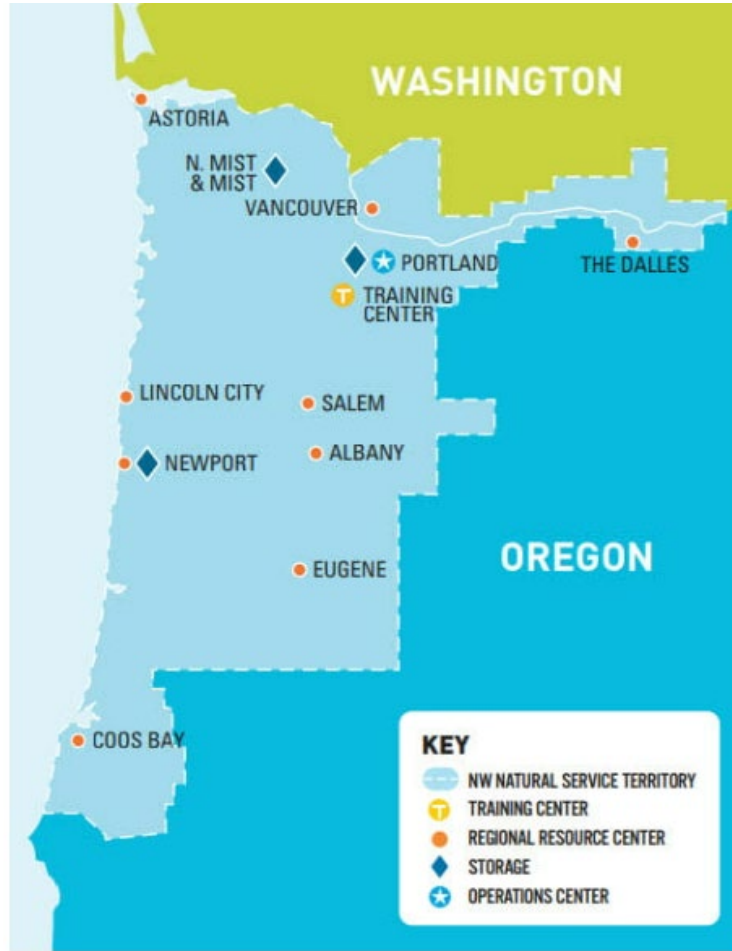 WASHINGTON
ASTORIA
N. MIST
& MIST
VANCOUVER
PORTLAND
THE DALLES
T
TRAINING
CENTER
LINCOLN CITY
SALEM
NEWPORT
ALBANY
OREGON
EUGENE
COOS BAY
KEY
NW NATURAL SERVICE TERRITORY
T
TRAINING CENTER
REGIONAL RESOURCE CENTER
STORAGE
OPERATIONS CENTER